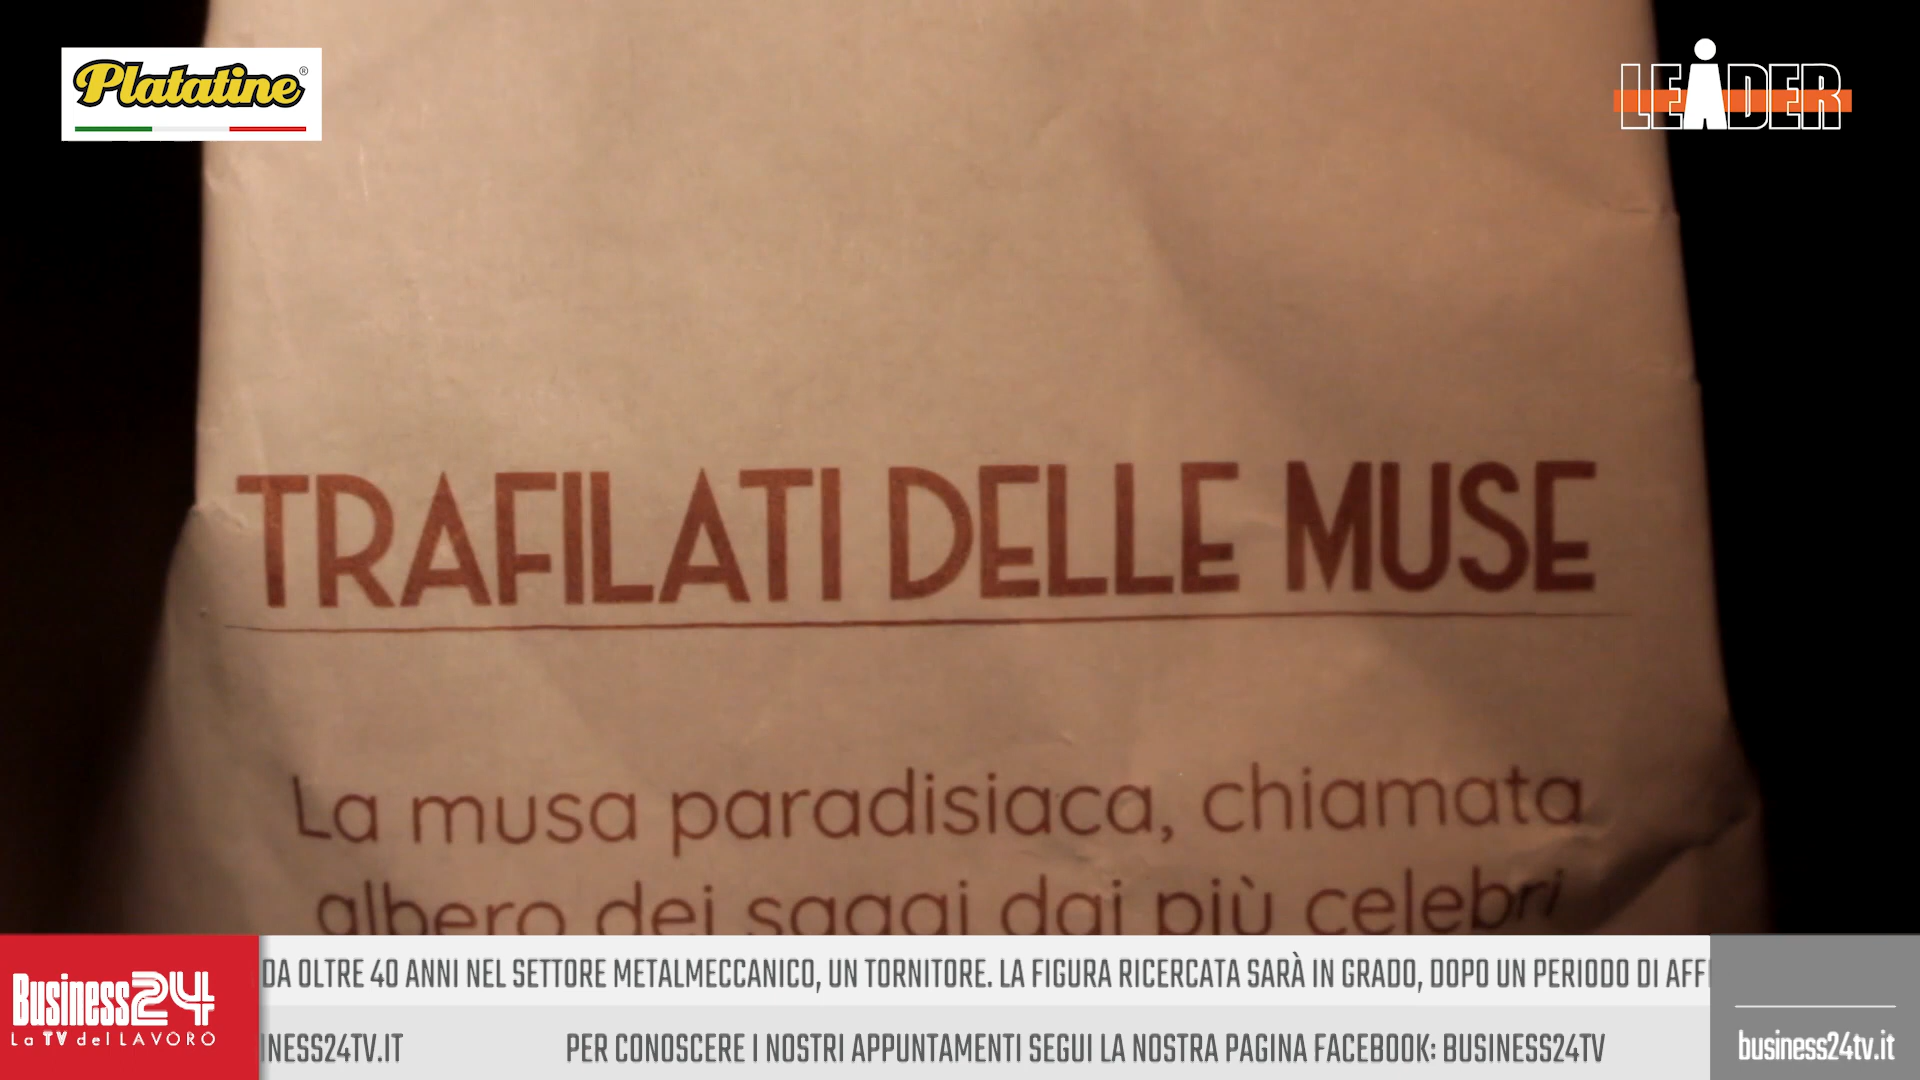 Platatine®
LEADER
TRAFILATI DELLE MUSE
La musa paradisiaca, chiamata
albero dei saggi dai più celebri
DA OLTRE 40 ANNI NEL SETTORE METALMECCANICO, UN TORNITORE. LA FIGURA RICERCATA SARÀ IN GRADO, DOPO UN PERIODO DI AFFI
Business24
La TV del LAVORO
INESS24TV.IT PER CONOSCERE I NOSTRI APPUNTAMENTI SEGUI LA NOSTRA PAGINA FACEBOOK: BUSINESS24TV
business24tv.it